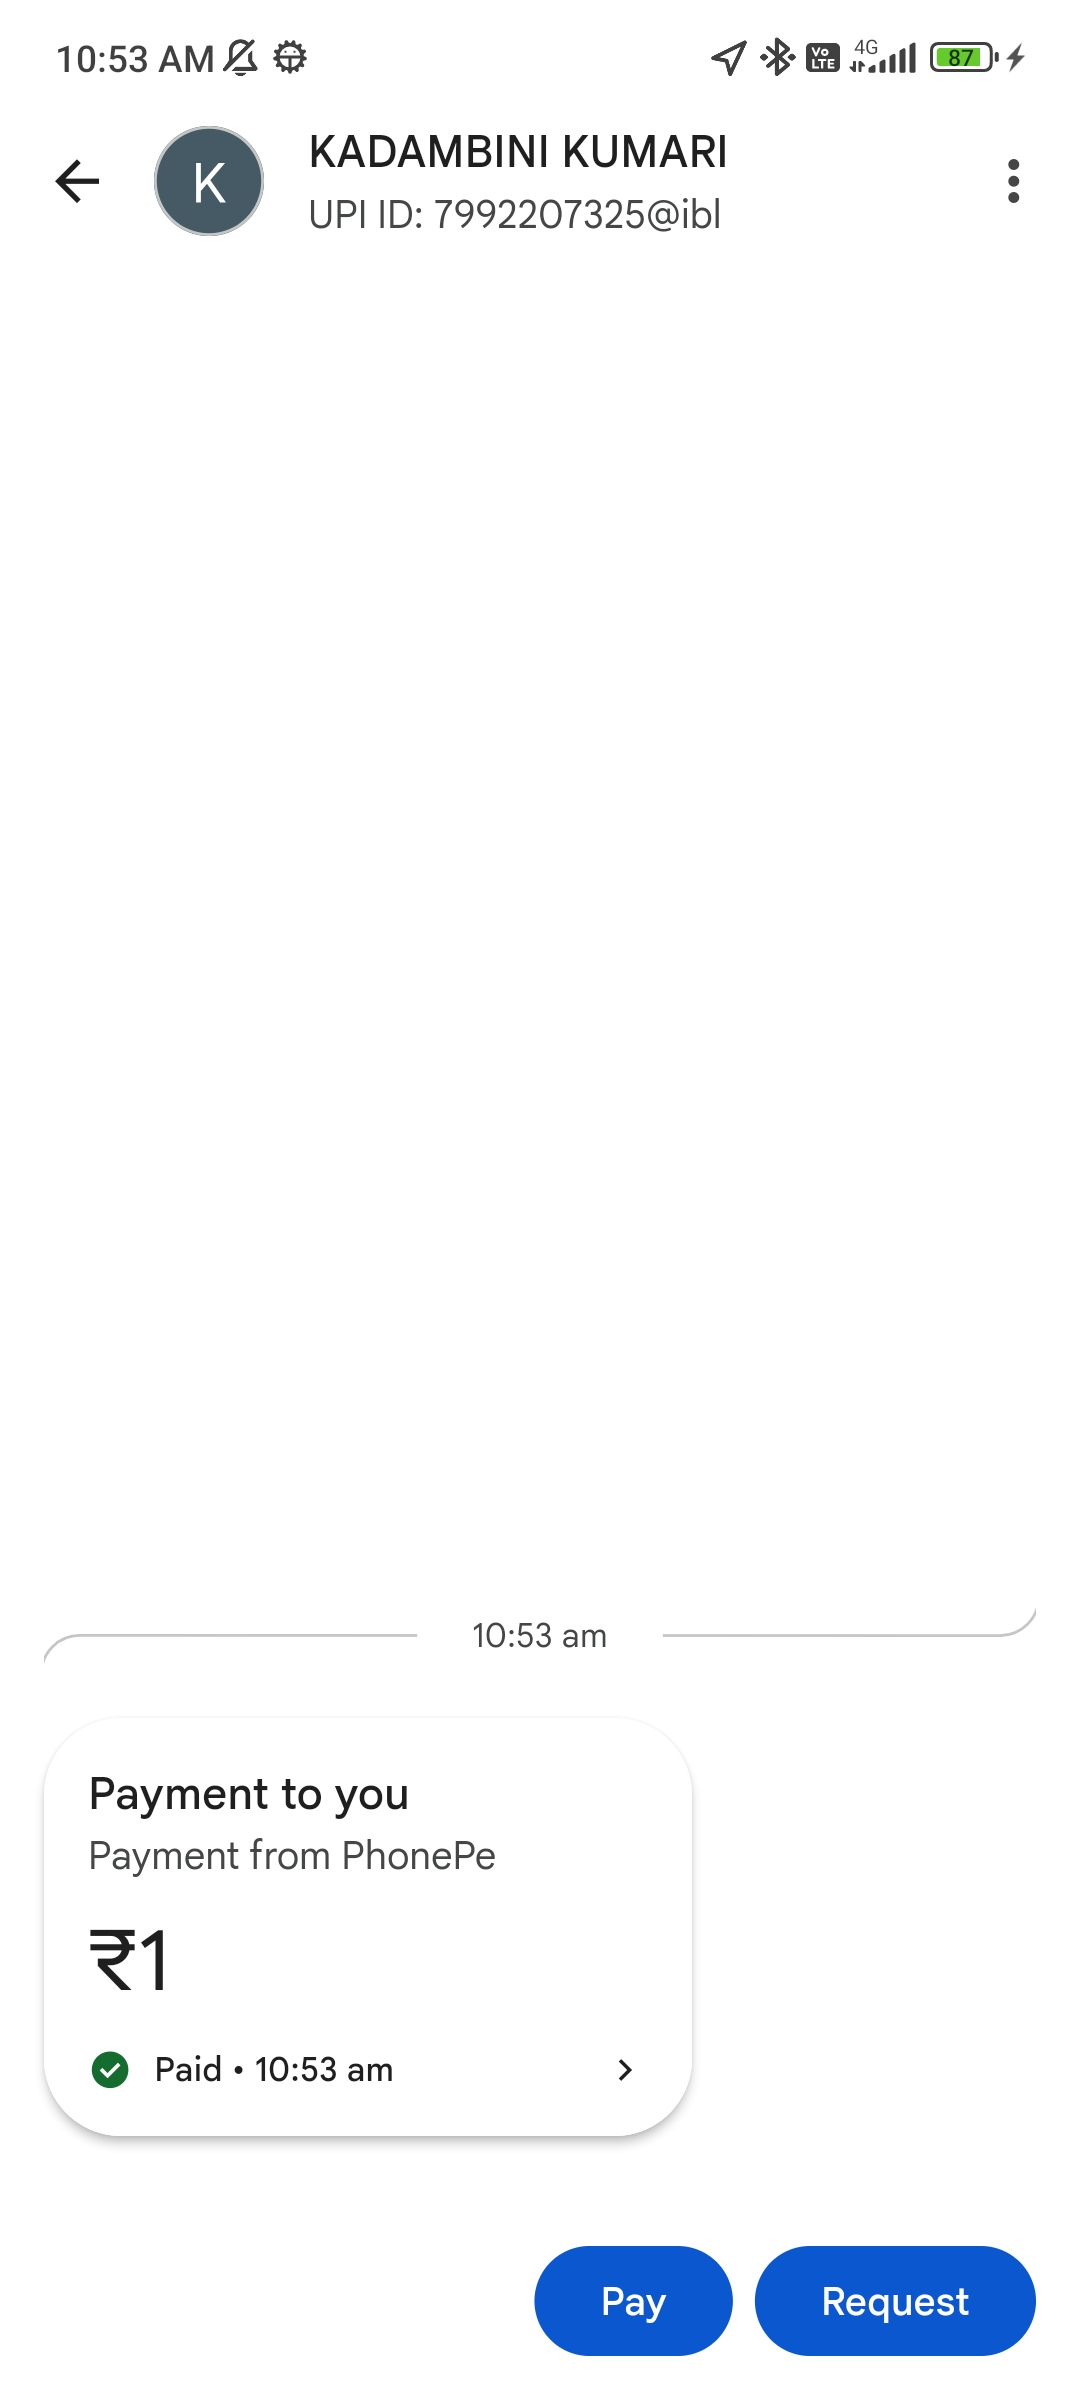 10:53 AM
Vo LTE 4G 87
K
KADAMBINI KUMARI
UPI ID: 7992207325@ibl
10:53 am
Payment to you
Payment from PhonePe
₹1
Paid • 10:53 am
Pay Request